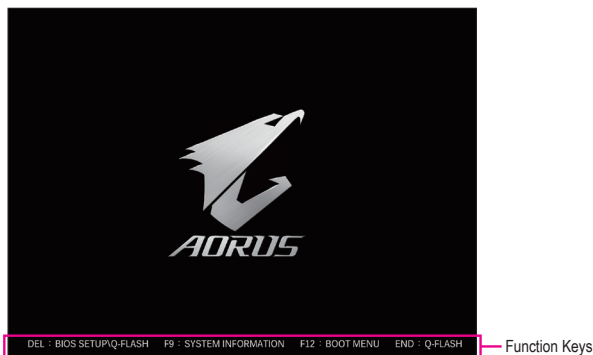 AORUS
DEL : BIOS SETUP\Q-FLASH F9 : SYSTEM INFORMATION F12 : BOOT MENU END : Q-FLASH
Function Keys